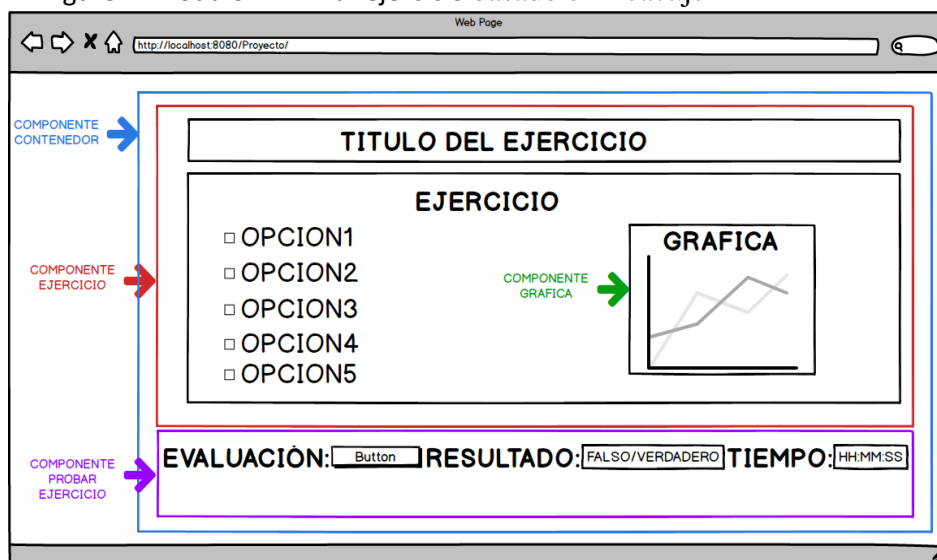 Web Page
http://localhost:8080/Proyecto/
COMPONENTE
CONTENEDOR
TITULO DEL EJERCICIO
EJERCICIO
OPCION1
OPCION2
OPCION3
OPCION4
OPCION5
GRAFICA
COMPONENTE
GRAFICA
COMPONENTE
EJERCICIO
EVALUACIÓN: Button RESULTADO: FALSO/VERDADERO TIEMPO: HH:MM:SS
COMPONENTE
PROBAR
EJERCICIO